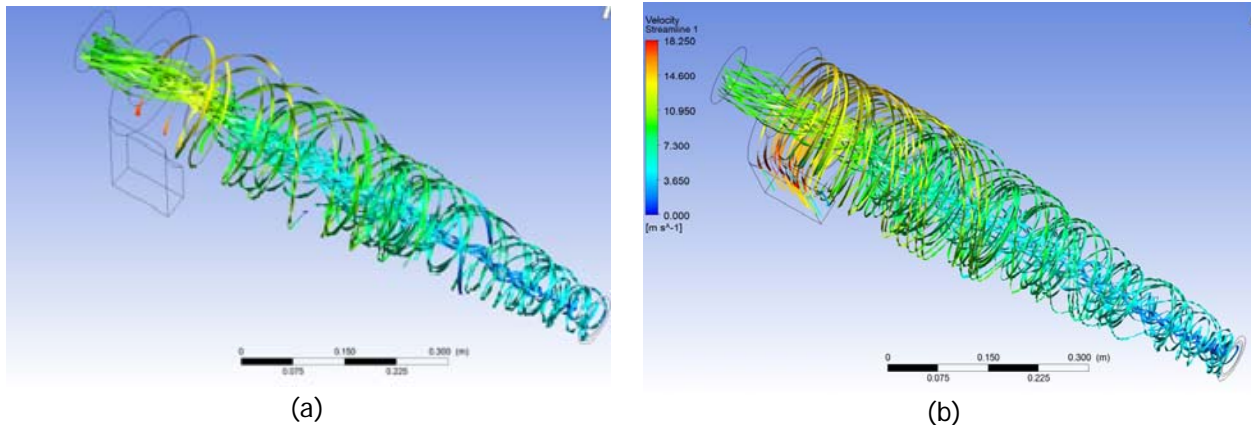 0 0.150 0.300 (m)
0.075 0.225
(a)
Velocity
Streamline 1
18.250
14.600
10.950
7.300
3.650
0.000
[m s^-1]
0 0.150 0.300 (m)
0.075 0.225
(b)